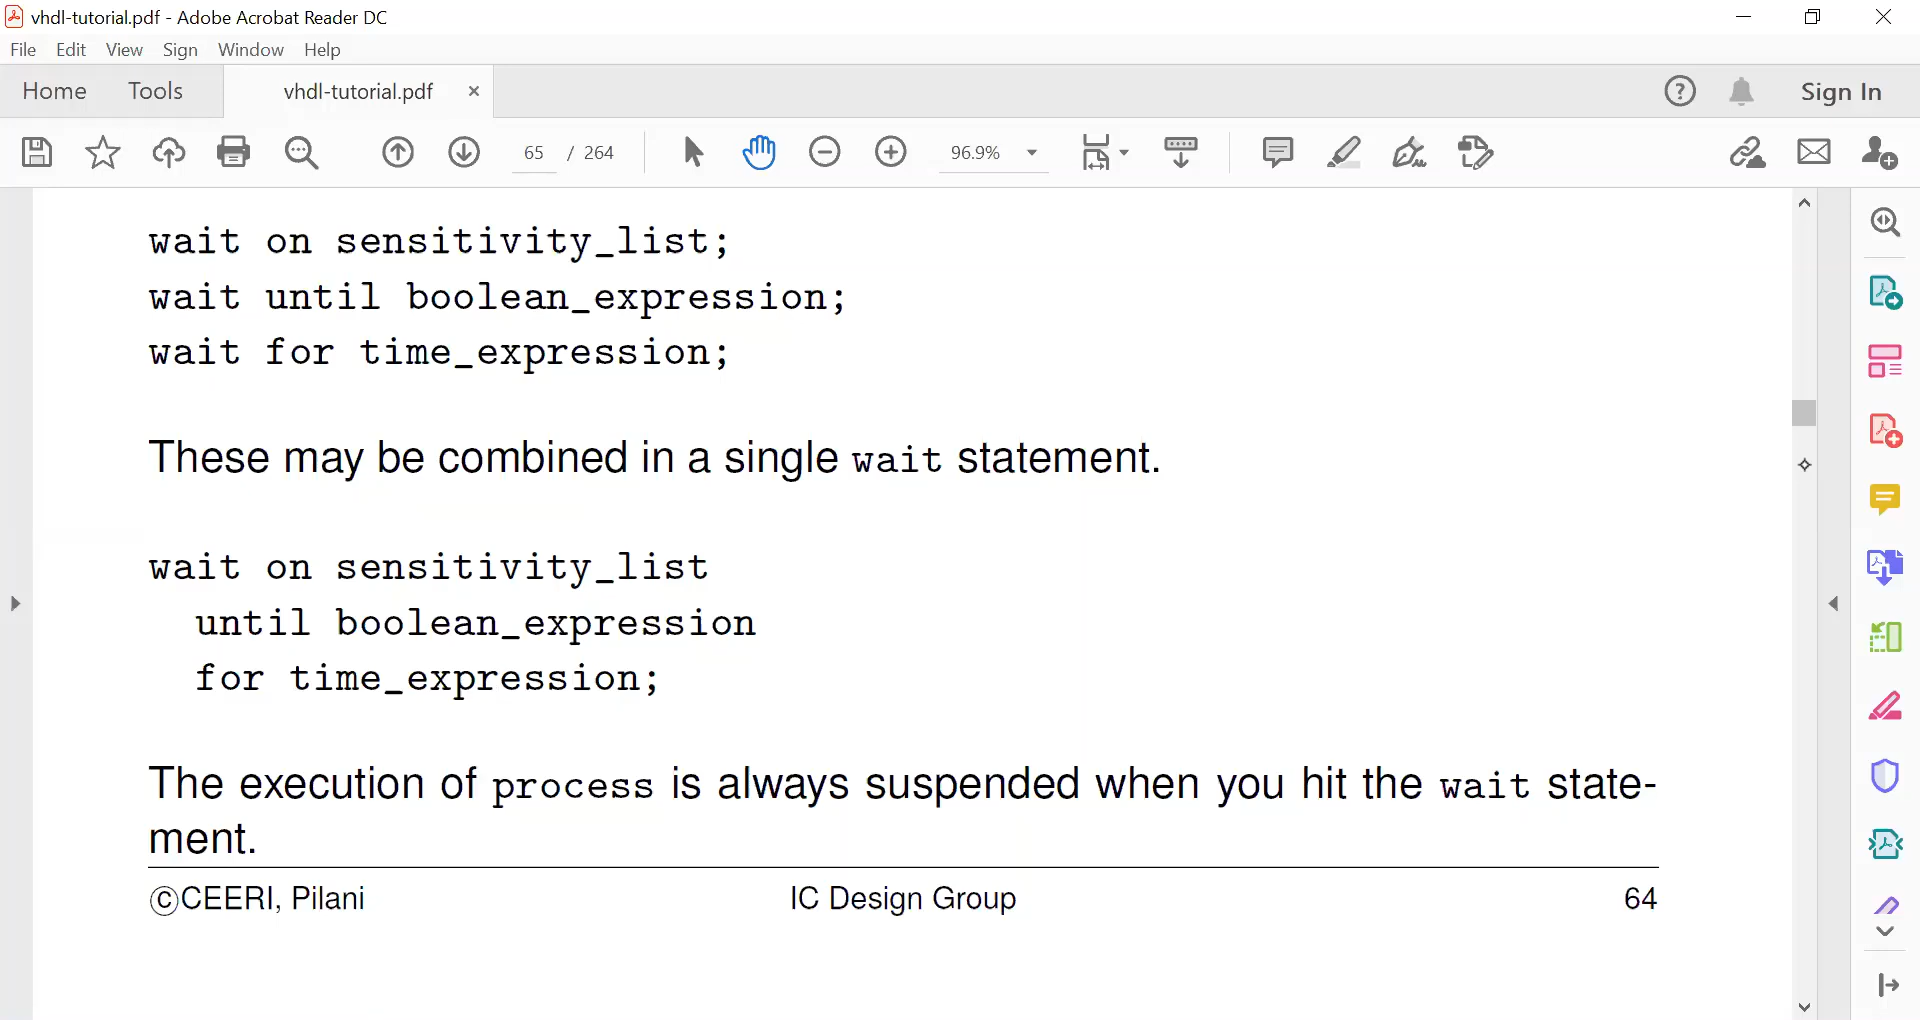 vhdl-tutorial.pdf - Adobe Acrobat Reader DC
File Edit View Sign Window Help
Home Tools vhdl-tutorial.pdf × Sign In
65 / 264 96.9%
wait on sensitivity_list;
wait until boolean_expression;
wait for time_expression;
These may be combined in a single wait statement.
wait on sensitivity_list
until boolean_expression
for time_expression;
The execution of process is always suspended when you hit the wait state-
ment.
©CEERI, Pilani IC Design Group 64